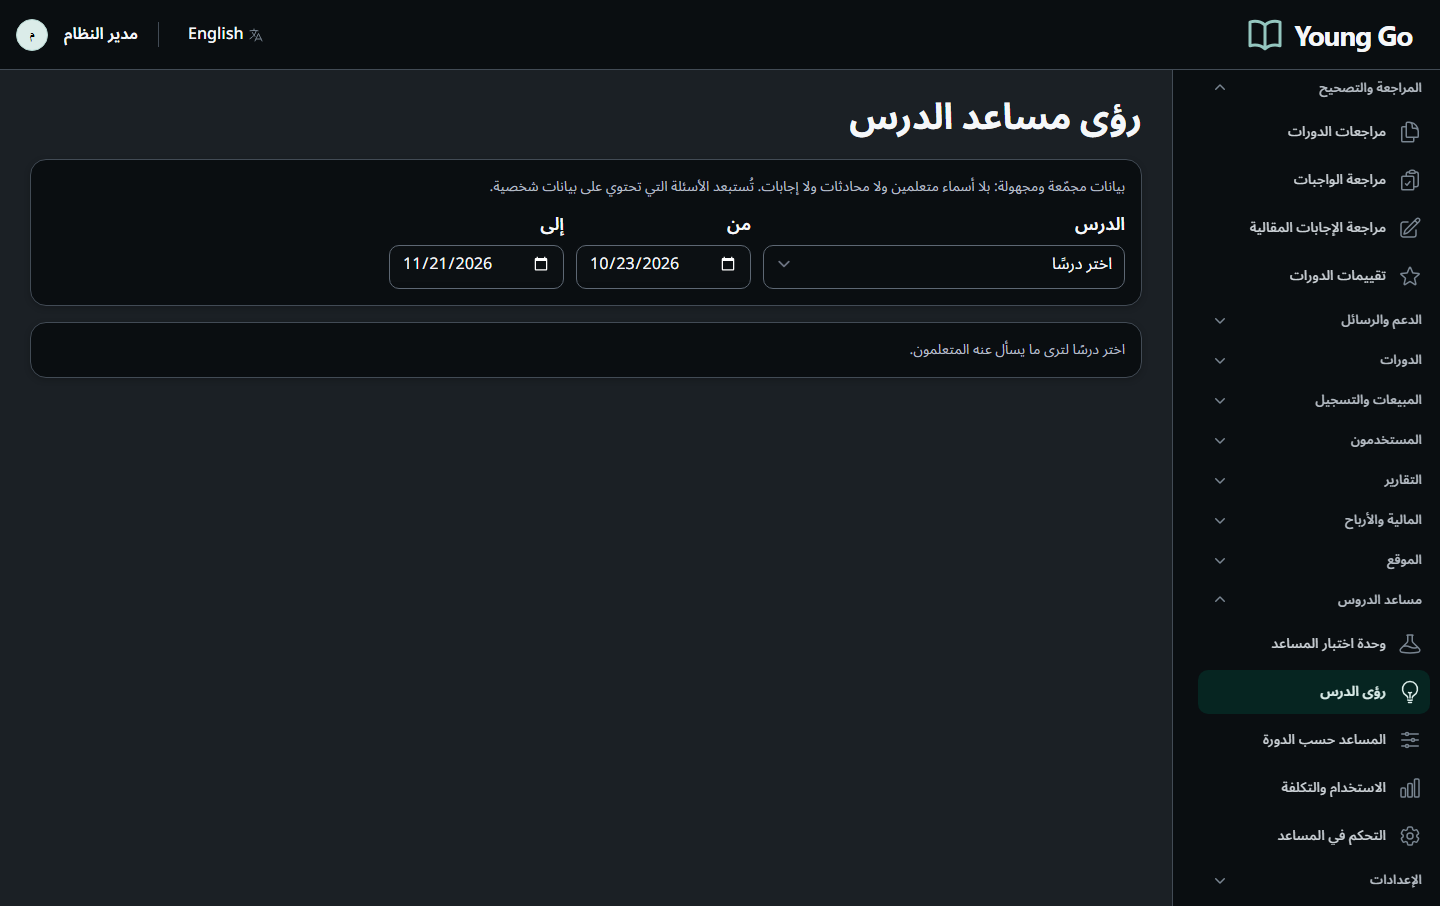 Young Go
English
مدير النظام
م
المراجعة والتصحيح
مراجعات الدورات
مراجعة الواجبات
مراجعة الإجابات المقالية
تقييمات الدورات
الدعم والرسائل
الدورات
المبيعات والتسجيل
المستخدمون
التقارير
المالية والأرباح
الموقع
مساعد الدروس
وحدة اختبار المساعد
رؤى الدرس
المساعد حسب الدورة
الاستخدام والتكلفة
التحكم في المساعد
الإعدادات
رؤى مساعد الدرس
بيانات مجمّعة ومجهولة: بلا أسماء متعلمين ولا محادثات ولا إجابات. تُستبعد الأسئلة التي تحتوي على بيانات شخصية.
الدرس
اختر درسًا
من
10/23/2026
إلى
11/21/2026
اختر درسًا لترى ما يسأل عنه المتعلمون.